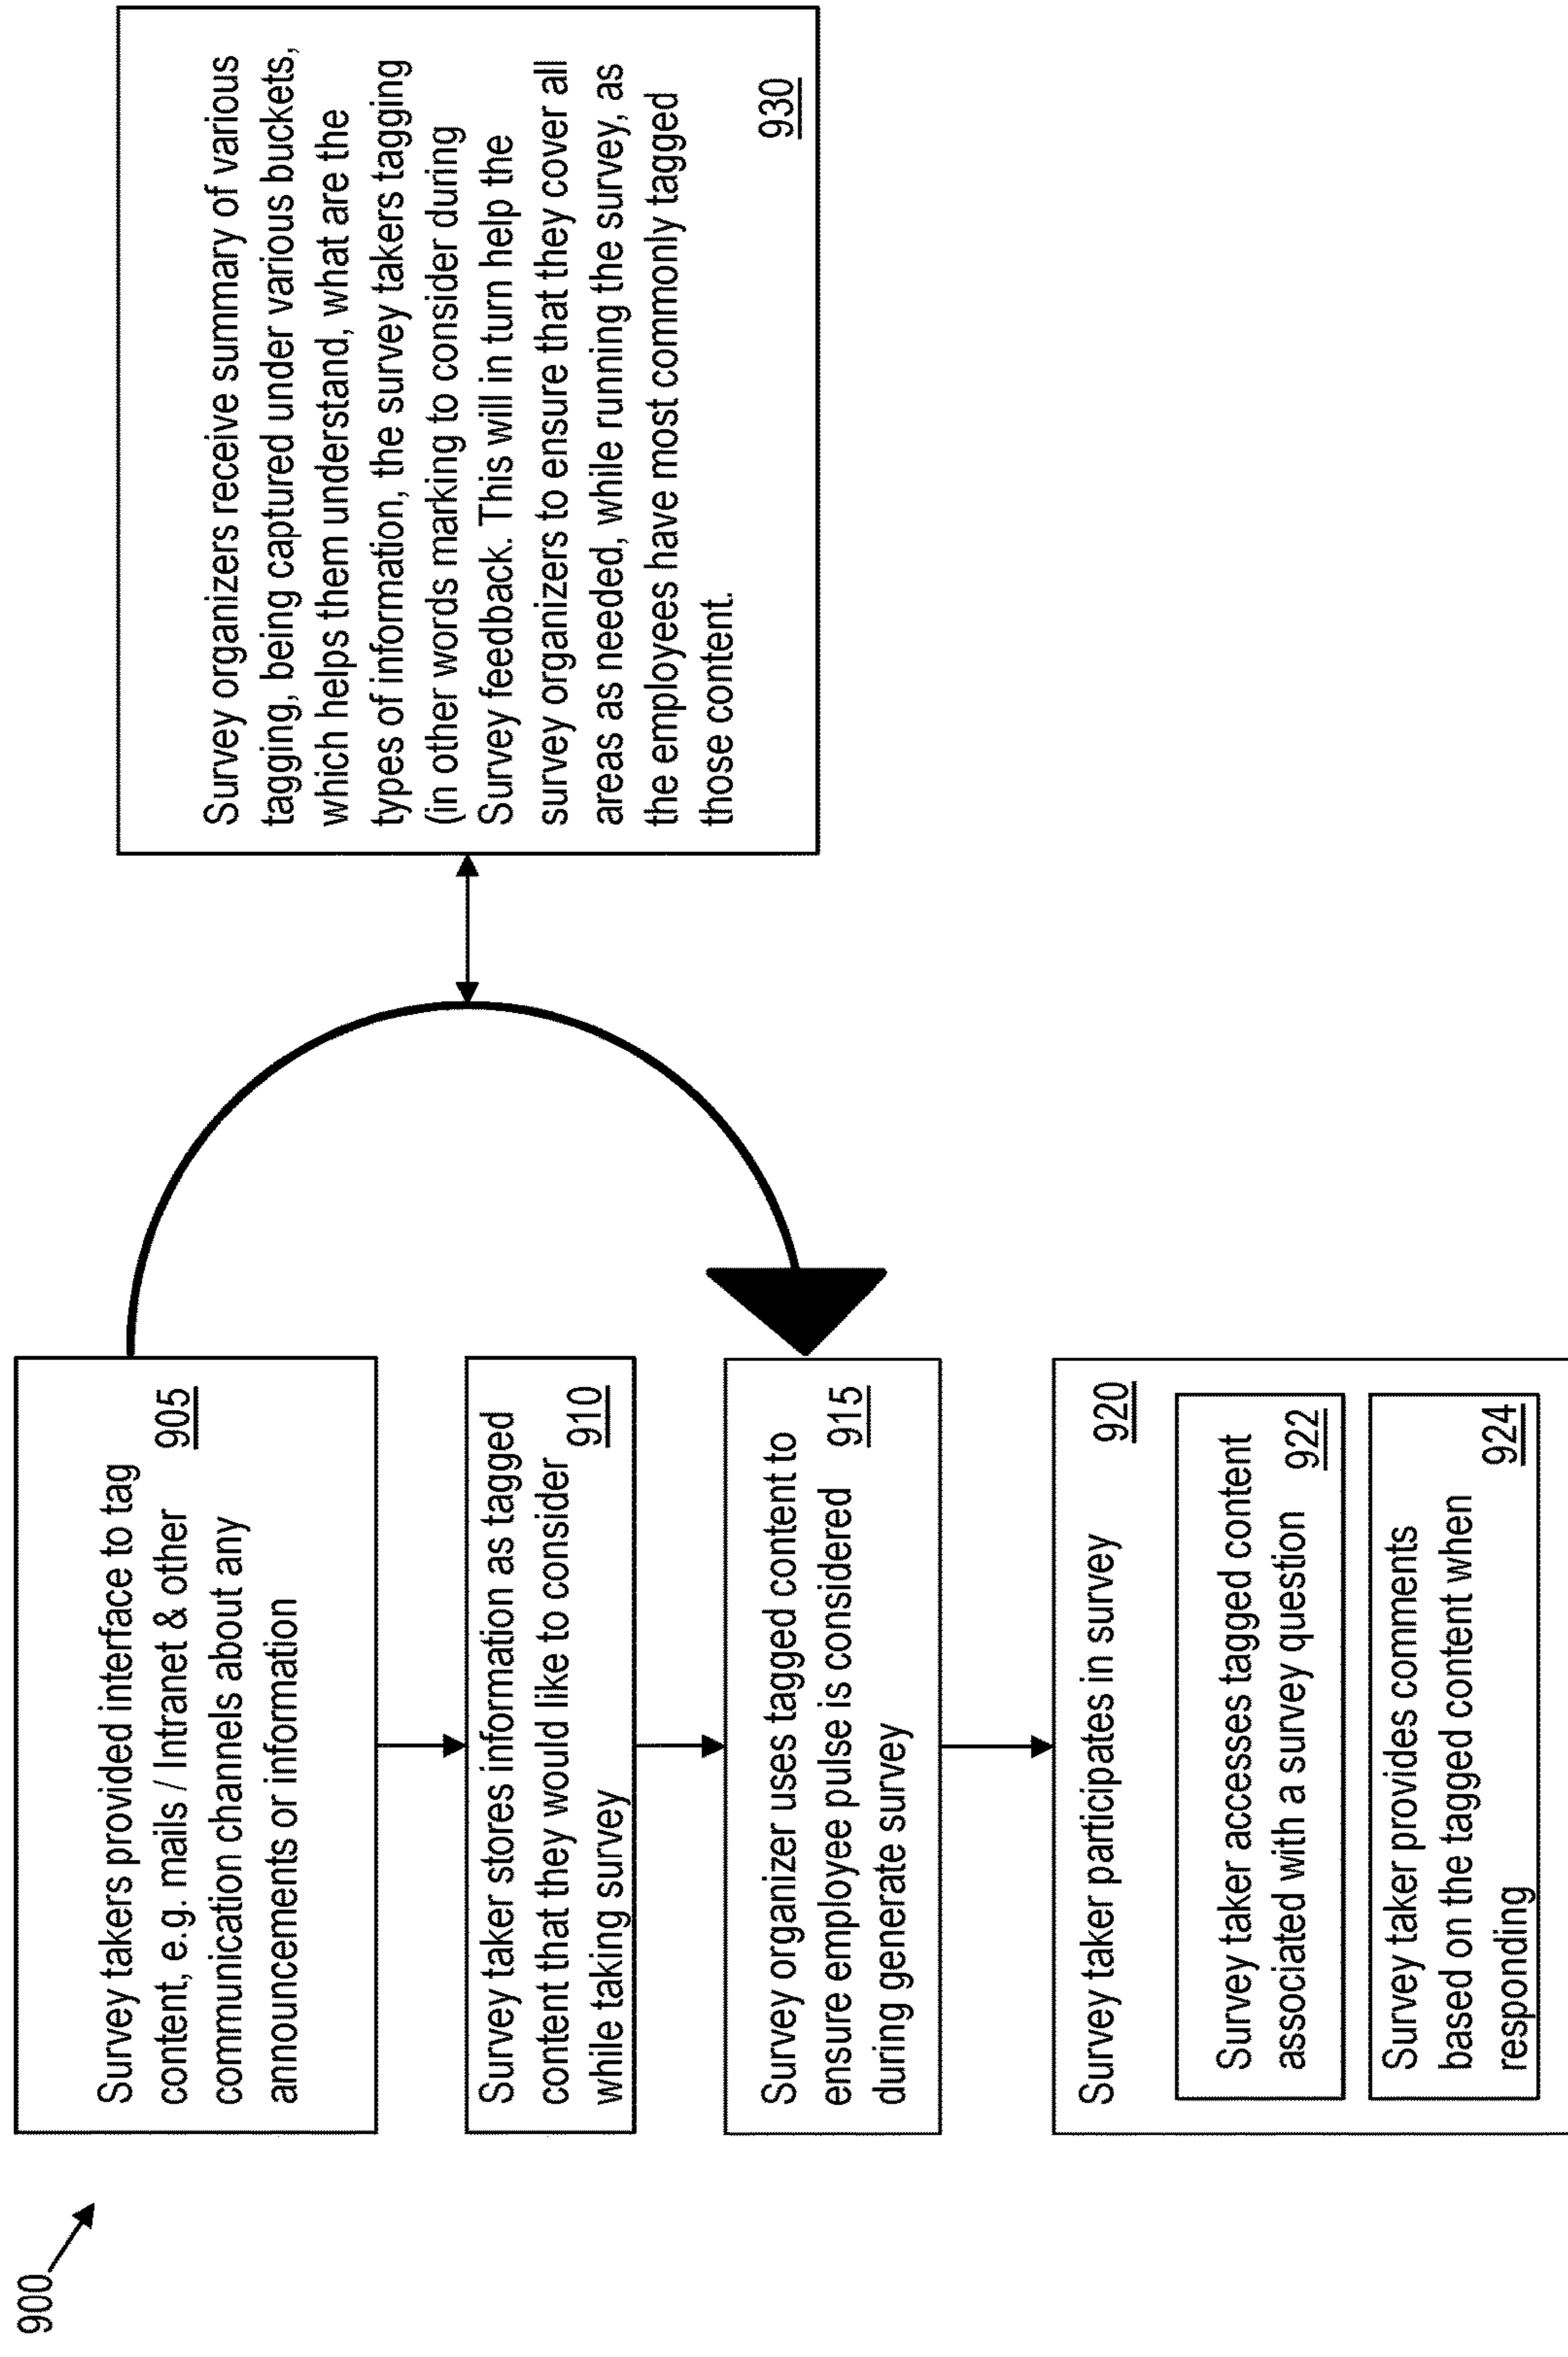 900
Survey takers provided interface to tag
content, e.g. mails / Intranet & other
905
communication channels about any
announcements or information
Survey taker stores information as tagged
content that they would like to consider
910
while taking survey
Survey organizer uses tagged content to
ensure employee pulse is considered
915
during generate survey
Survey taker participates in survey
920
Survey taker accesses tagged content
associated with a survey question
922
Survey taker provides comments
based on the tagged content when
924
responding
Survey organizers receive summary of various
tagging, being captured under various buckets,
which helps them understand, what are the
types of information, the survey takers tagging
(in other words marking to consider during
Survey feedback. This will in turn help the
survey organizers to ensure that they cover all
areas as needed, while running the survey, as
the employees have most commonly tagged
those content.
930